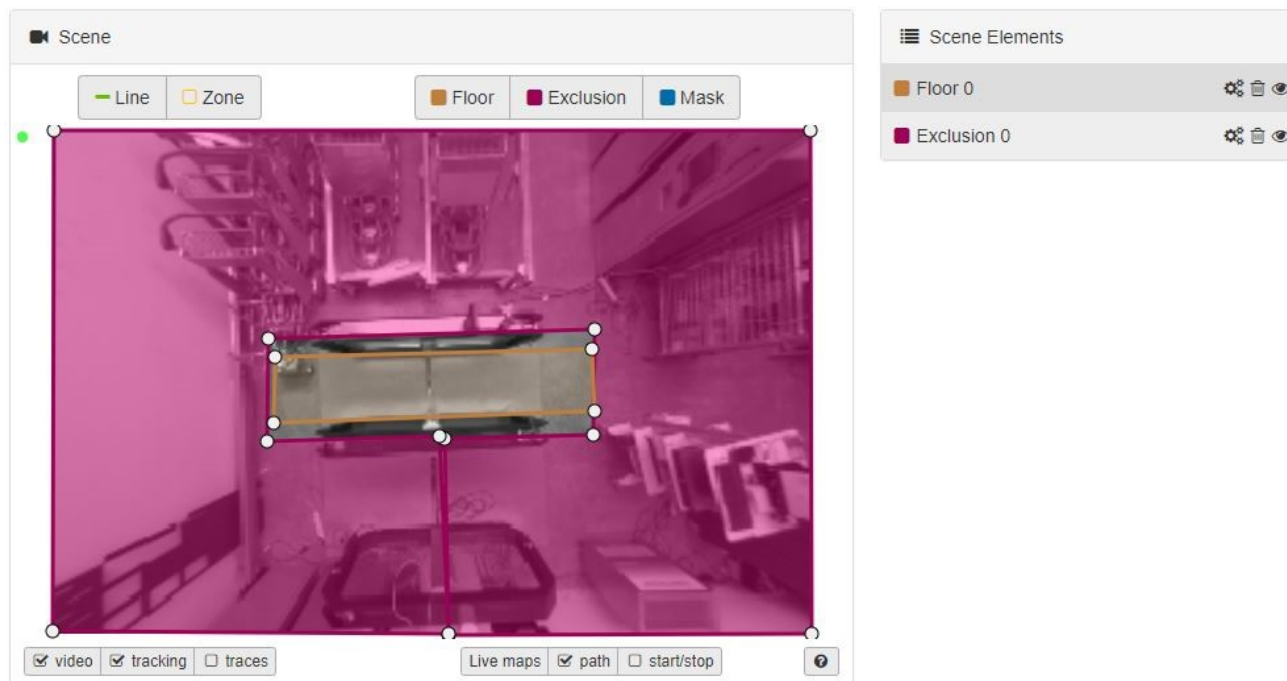 Scene
Line Zone Floor Exclusion Mask
video tracking traces Live maps path start/stop
Scene Elements
Floor 0
Exclusion 0